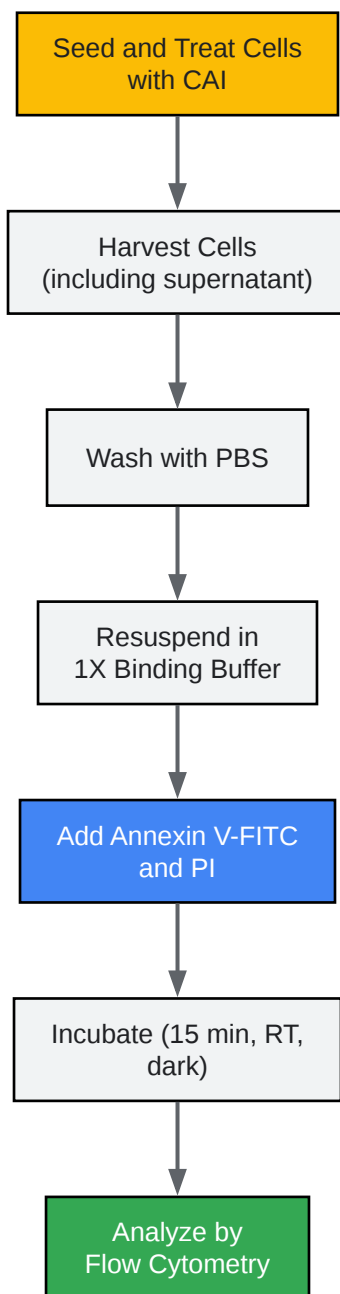 Seed and Treat Cells
with CAI
Harvest Cells
(including supernatant)
Wash with PBS
Resuspend in
1X Binding Buffer
Add Annexin V-FITC
and PI
Incubate (15 min, RT,
dark)
Analyze by
Flow Cytometry